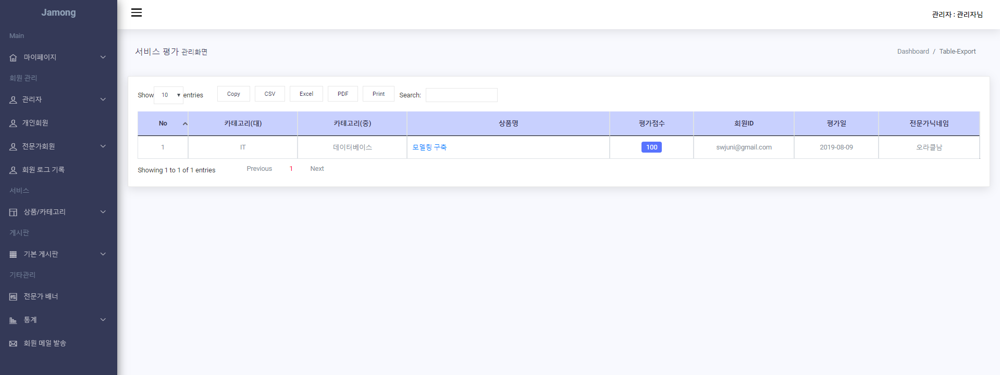 Jamong
관리자 : 관리자님
Main
마이페이지
회원 관리
관리자
개인회원
전문가회원
회원 로그 기록
서비스
상품/카테고리
게시판
기본 게시판
기타관리
전문가 배너
통계
회원 메일 발송
서비스 평가 관리화면
Dashboard / Table-Export
Show 10 entries Copy CSV Excel PDF Print Search:
No 카테고리(대) 카테고리(중) 상품명 평가점수 회원ID 평가일 전문가닉네임
1 IT 데이터베이스 모델링 구축 100 swjuni@gmail.com 2019-08-09 오라클남
Showing 1 to 1 of 1 entries Previous 1 Next